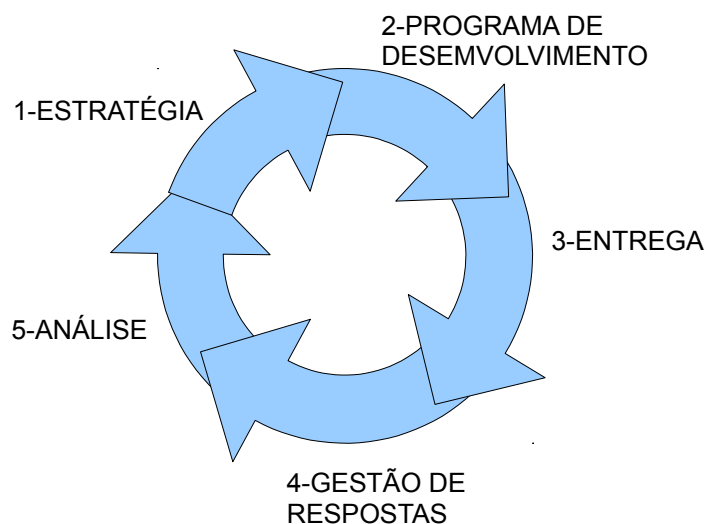 1-ESTRATÉGIA
2-PROGRAMA DE
DESEMVOLVIMENTO
3-ENTREGA
4-GESTÃO DE
RESPOSTAS
5-ANÁLISE